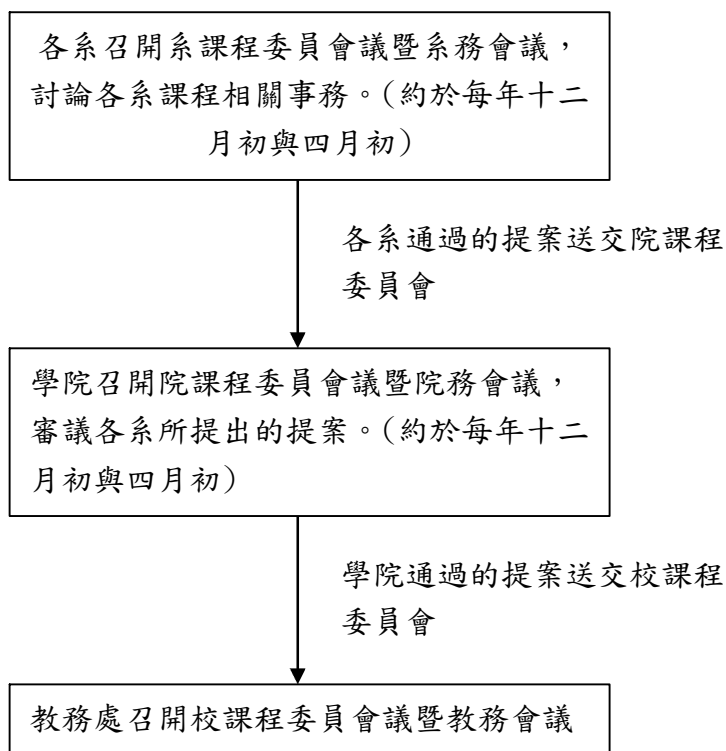 各系召開系課程委員會議暨系務會議，
討論各系課程相關事務。(約於每年十二
月初與四月初)
各系通過的提案送交院課程
委員會
學院召開院課程委員會議暨院務會議，
審議各系所提出的提案。(約於每年十二
月初與四月初)
學院通過的提案送交校課程
委員會
教務處召開校課程委員會議暨教務會議